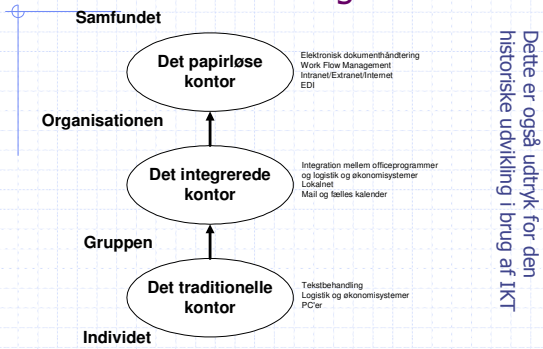 Samfundet
Det papirløse
kontor
Elektronisk dokumenthåndtering
Work Flow Management
Intranet/Extranet/Internet
EDI
Organisationen
Det integrerede
kontor
Integration mellem officeprogrammer
og logistik og økonomisystemer
Lokalnet
Mail og fælles kalender
Gruppen
Det traditionelle
kontor
Tekstbehandling
Logistik og økonomisystemer
PC'er
Individet
Dette er også udtryk for den
historiske udvikling i brug af IKT